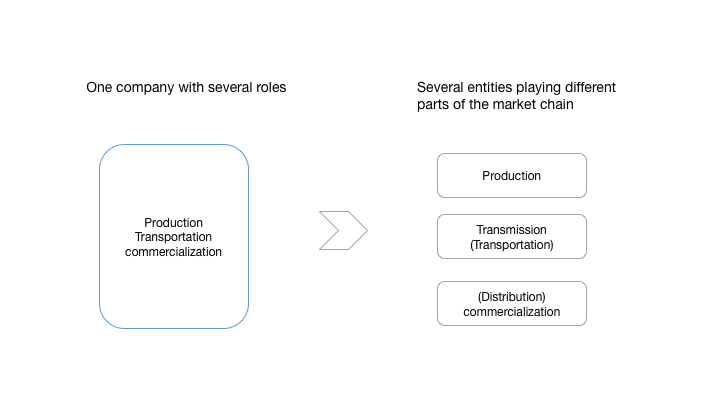 One company with several roles
Several entities playing different
parts of the market chain
Production
Transportation
commercialization
Production
Transmission
(Transportation)
(Distribution)
commercialization